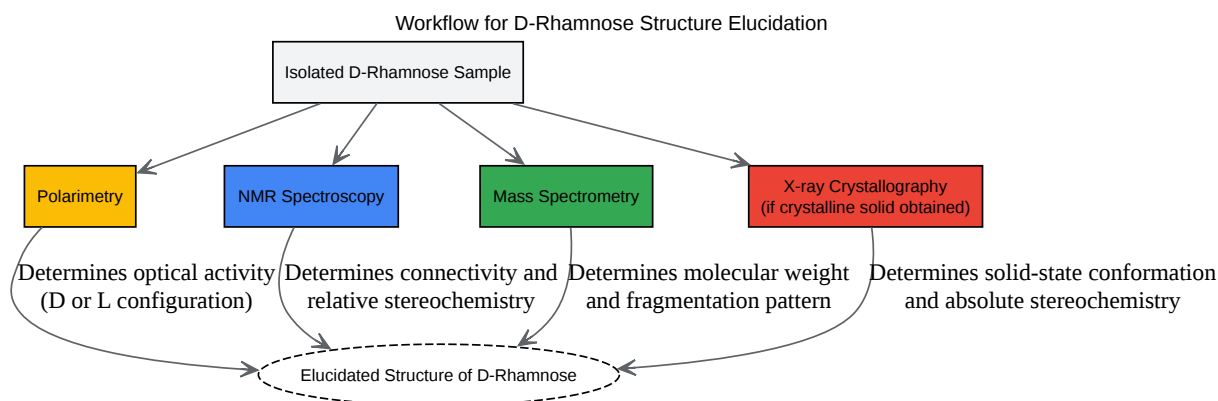 Workflow for D-Rhamnose Structure Elucidation
Isolated D-Rhamnose Sample
Polarimetry
NMR Spectroscopy
Mass Spectrometry
X-ray Crystallography
(if crystalline solid obtained)
Determines optical activity
(D or L configuration)
Determines connectivity and
relative stereochemistry
Determines molecular weight
and fragmentation pattern
Determines solid-state conformation
and absolute stereochemistry
Elucidated Structure of D-Rhamnose